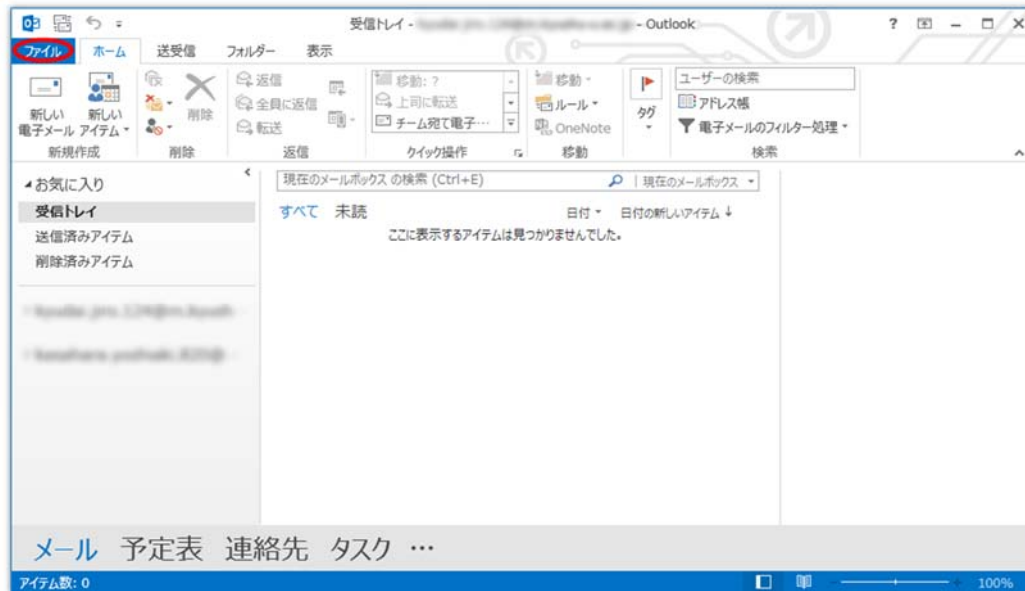 受信トレイ - - Outlook
ファイル ホーム 送受信 フォルダー 表示
新しい 電子メール
新しい アイテム
削除
返信
全員に返信
転送
移動: ?
上司に転送
チーム宛て電子…
移動
ルール
OneNote
タグ
ユーザーの検索
アドレス帳
電子メールのフィルター処理
新規作成 削除 返信 クイック操作 移動 検索
お気に入り
現在のメールボックス の検索 (Ctrl+E) 現在のメールボックス
受信トレイ
すべて 未読 日付 日付の新しいアイテム ↓
送信済みアイテム
ここに表示するアイテムは見つかりませんでした。
削除済みアイテム
メール 予定表 連絡先 タスク …
アイテム数: 0 100%